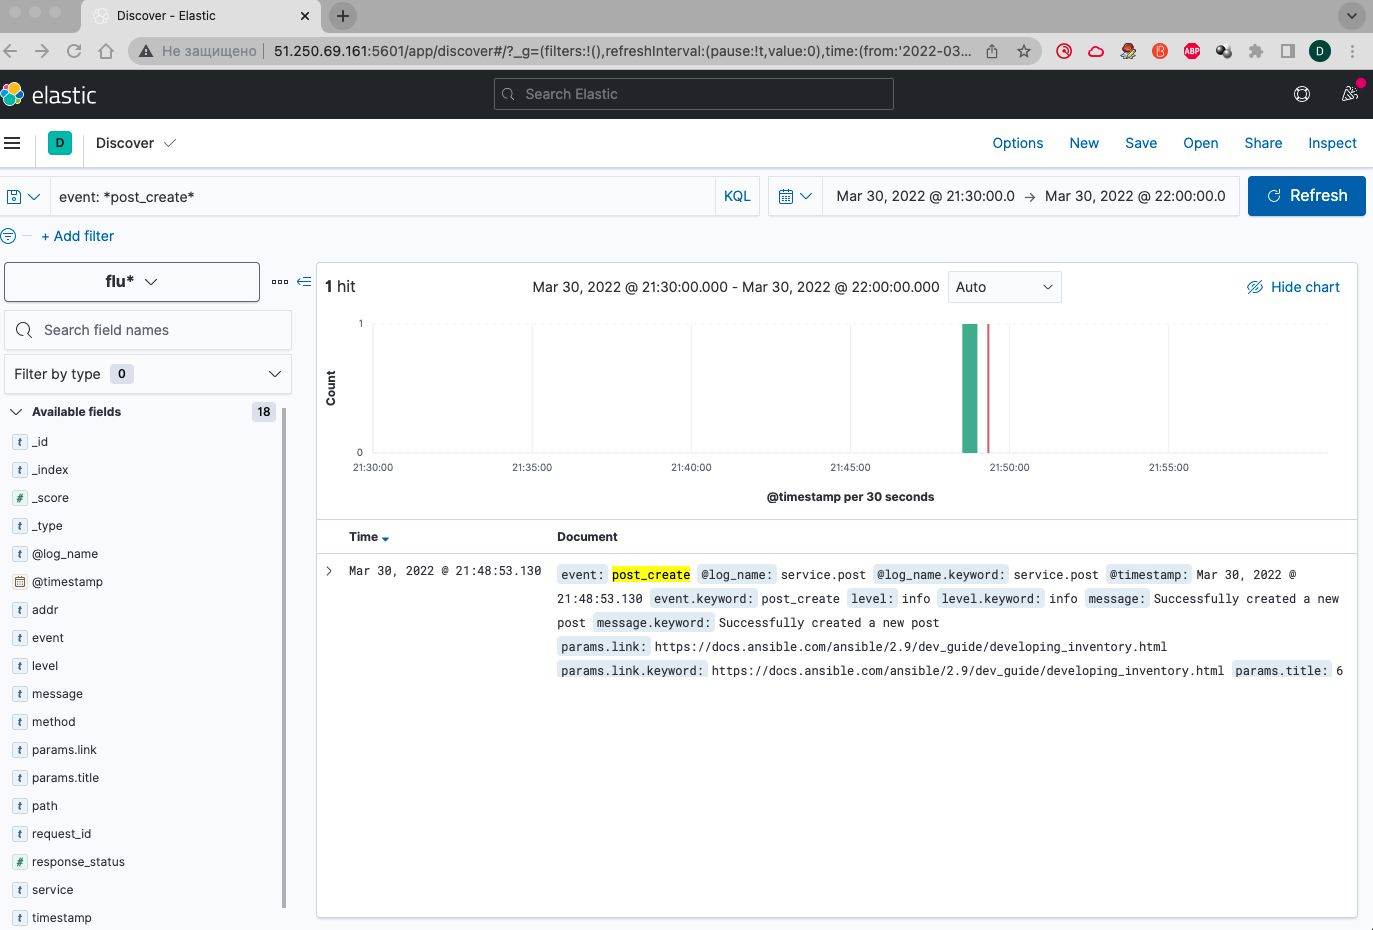 Discover - Elastic
Не защищено 51.250.69.161:5601/app/discover#/?_g=(filters:!(),refreshInterval:(pause:!t,value:0),time:(from:'2022-03... ABP D
elastic Search Elastic
D Discover Options New Save Open Share Inspect
event: *post_create* KQL Mar 30, 2022 @ 21:30:00.0 → Mar 30, 2022 @ 22:00:00.0 Refresh
+ Add filter
flu*
Search field names
Filter by type 0
Available fields 18
t _id
t _index
# _score
t _type
t @log_name
@timestamp
t addr
t event
t level
t message
t method
t params.link
t params.title
t path
t request_id
# response_status
t service
t timestamp
1 hit Mar 30, 2022 @ 21:30:00.000 - Mar 30, 2022 @ 22:00:00.000 Auto Hide chart
1
Count
0
21:30:00 21:35:00 21:40:00 21:45:00 21:50:00 21:55:00
@timestamp per 30 seconds
Time Document
Mar 30, 2022 @ 21:48:53.130 event: post_create @log_name: service.post @log_name.keyword: service.post @timestamp: Mar 30, 2022 @
21:48:53.130 event.keyword: post_create level: info level.keyword: info message: Successfully created a new
post message.keyword: Successfully created a new post
params.link: https://docs.ansible.com/ansible/2.9/dev_guide/developing_inventory.html
params.link.keyword: https://docs.ansible.com/ansible/2.9/dev_guide/developing_inventory.html params.title: 6